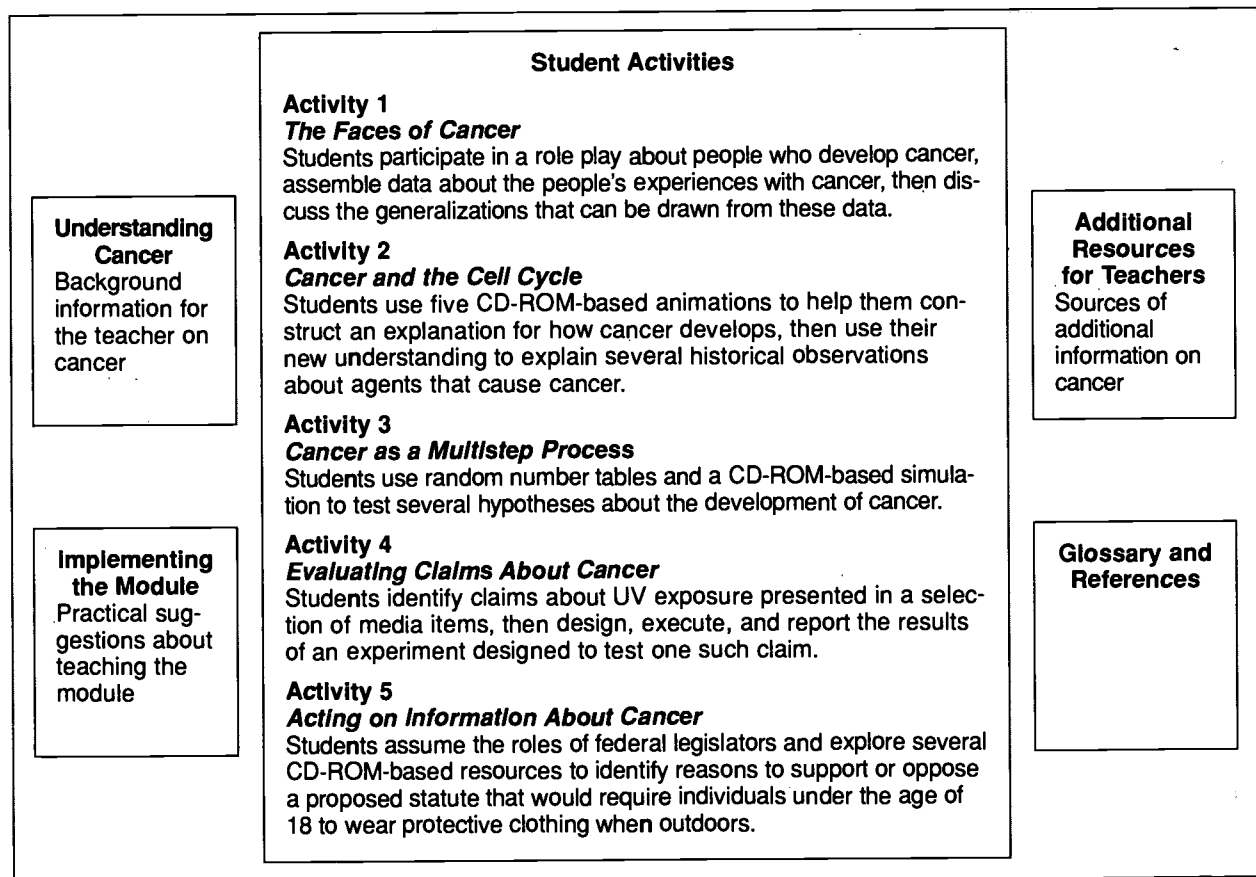 Student Activities
Activity 1
The Faces of Cancer
Students participate in a role play about people who develop cancer,
assemble data about the people's experiences with cancer, then dis-
cuss the generalizations that can be drawn from these data.
Activity 2
Cancer and the Cell Cycle
Students use five CD-ROM-based animations to help them con-
struct an explanation for how cancer develops, then use their
new understanding to explain several historical observations
about agents that cause cancer.
Activity 3
Cancer as a Multistep Process
Students use random number tables and a CD-ROM-based simula-
tion to test several hypotheses about the development of cancer.
Activity 4
Evaluating Claims About Cancer
Students identify claims about UV exposure presented in a selec-
tion of media items, then design, execute, and report the results
of an experiment designed to test one such claim.
Activity 5
Acting on Information About Cancer
Students assume the roles of federal legislators and explore several
CD-ROM-based resources to identify reasons to support or oppose
a proposed statute that would require individuals under the age of
18 to wear protective clothing when outdoors.
Understanding
Cancer
Background
information for
the teacher on
cancer
Implementing
the Module
Practical sug-
gestions about
teaching the
module
Additional
Resources
for Teachers
Sources of
additional
information on
cancer
Glossary and
References